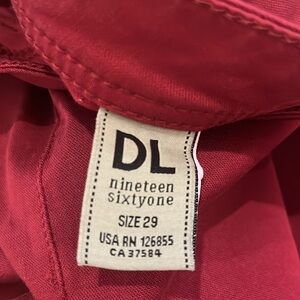 DL
nineteen
sixtyone
SIZE 29
USA RN 126855
CA 37584